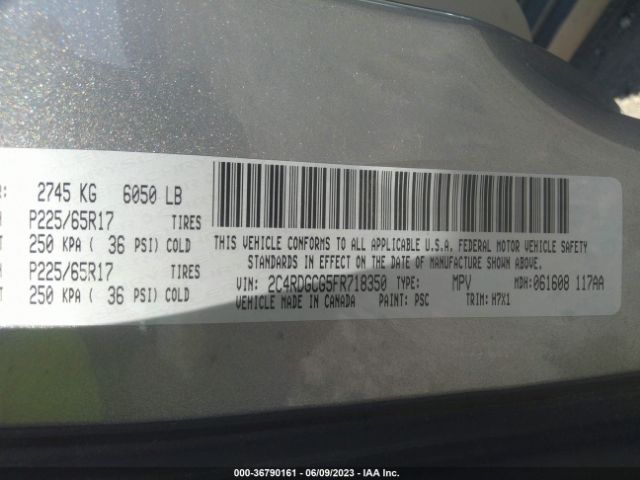 2745 KG 6050 LB
P225/65R17 TIRES
250 KPA ( 36 PSI) COLD
P225/65R17 TIRES
250 KPA ( 36 PSI) COLD
THIS VEHICLE CONFORMS TO ALL APPLICABLE U.S.A. FEDERAL MOTOR VEHICLE SAFETY
STANDARDS IN EFFECT ON THE DATE OF MANUFACTURE SHOWN ABOVE.
VIN: 2C4RDGCG5FR718350 TYPE: MPV MDH: 061608 117AA
VEHICLE MADE IN CANADA PAINT: PSC TRIM: H7X1
000-36790161 - 06/09/2023 - IAAI.COM